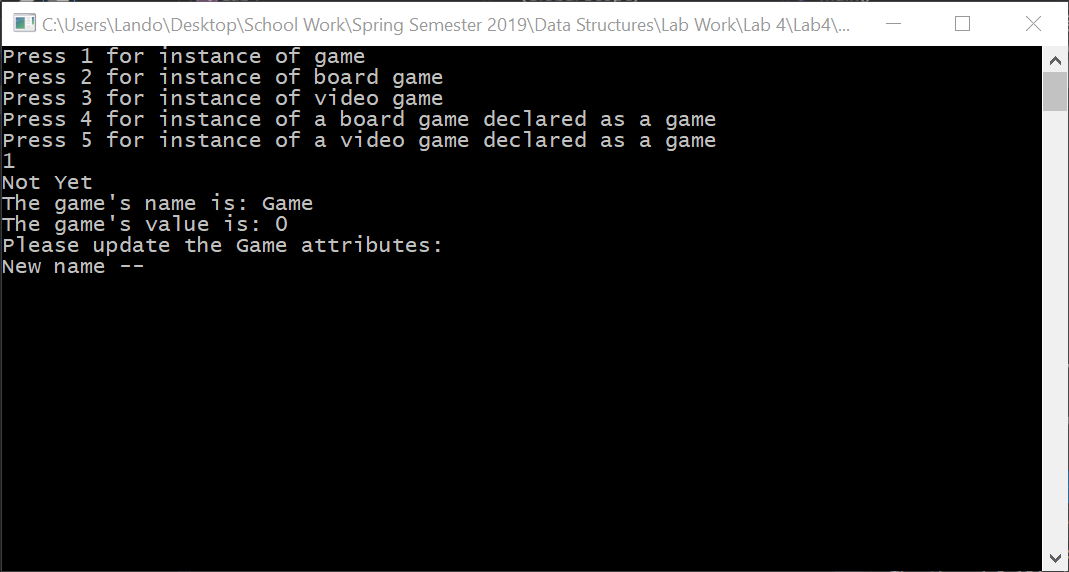 C:\Users\Lando\Desktop\School Work\Spring Semester 2019\Data Structures\Lab Work\Lab 4\Lab4\...
Press 1 for instance of game
Press 2 for instance of board game
Press 3 for instance of video game
Press 4 for instance of a board game declared as a game
Press 5 for instance of a video game declared as a game
1
Not Yet
The game's name is: Game
The game's value is: 0
Please update the Game attributes:
New name --